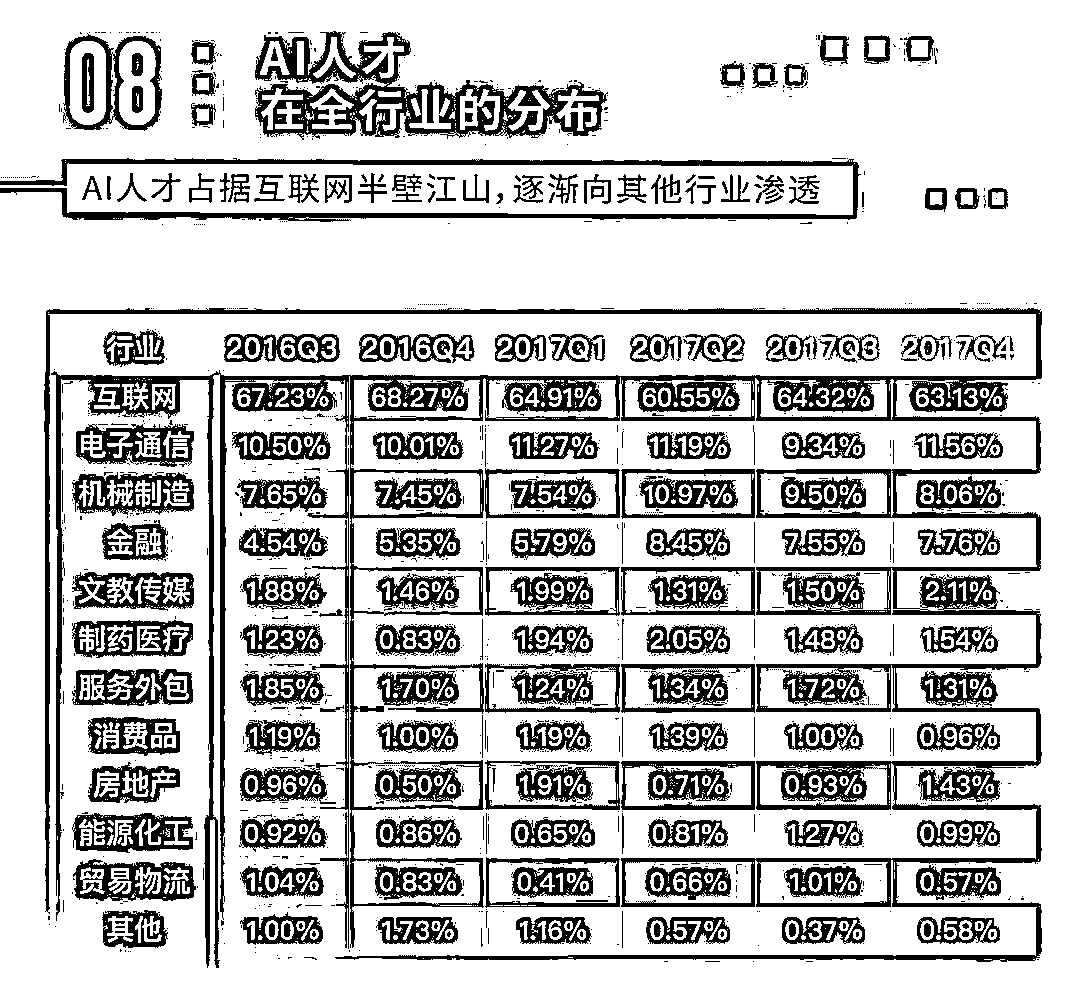 08
AI人才
在全行业的分布
AI人才占据互联网半壁江山,逐渐向其他行业渗透
行业 2016Q3 2016Q4 2017Q1 2017Q2 2017Q3 2017Q4
互联网 67.23% 68.27% 64.91% 60.55% 64.32% 63.13%
电子通信 10.50% 10.01% 11.27% 11.19% 9.34% 11.56%
机械制造 7.65% 7.45% 7.54% 10.97% 9.50% 8.06%
金融 4.54% 5.35% 5.79% 8.45% 7.55% 7.76%
文教传媒 1.88% 1.46% 1.99% 1.31% 1.50% 2.11%
制药医疗 1.23% 0.83% 1.94% 2.05% 1.48% 1.54%
服务外包 1.85% 1.70% 1.24% 1.34% 1.72% 1.31%
消费品 1.19% 1.00% 1.19% 1.39% 1.00% 0.96%
房地产 0.96% 0.50% 1.91% 0.71% 0.93% 1.43%
能源化工 0.92% 0.86% 0.65% 0.81% 1.27% 0.99%
贸易物流 1.04% 0.83% 0.41% 0.66% 1.01% 0.57%
其他 1.00% 1.73% 1.16% 0.57% 0.37% 0.58%